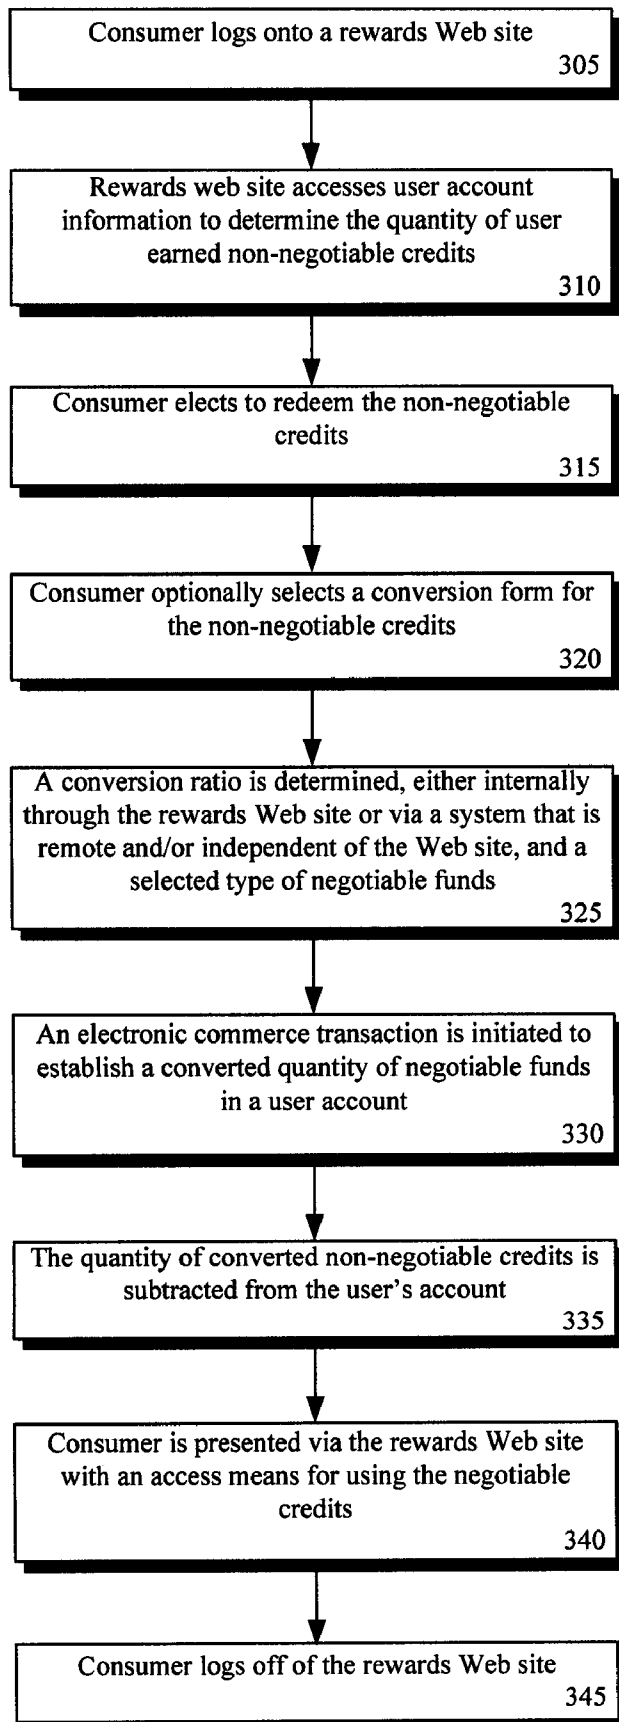 Consumer logs onto a rewards Web site
305
Rewards web site accesses user account
information to determine the quantity of user
earned non-negotiable credits
310
Consumer elects to redeem the non-negotiable
credits
315
Consumer optionally selects a conversion form for
the non-negotiable credits
320
A conversion ratio is determined, either internally
through the rewards Web site or via a system that is
remote and/or independent of the Web site, and a
selected type of negotiable funds
325
An electronic commerce transaction is initiated to
establish a converted quantity of negotiable funds
in a user account
330
The quantity of converted non-negotiable credits is
subtracted from the user's account
335
Consumer is presented via the rewards Web site
with an access means for using the negotiable
credits
340
Consumer logs off of the rewards Web site
345